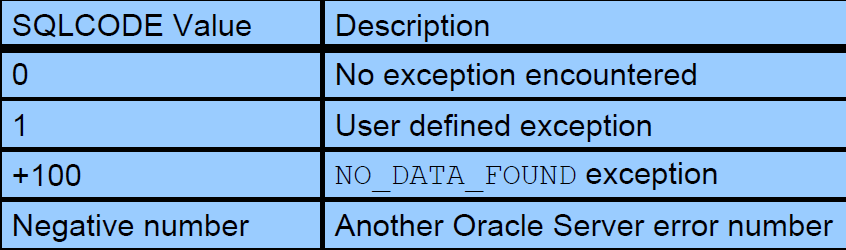 SQLCODE Value Description
0 No exception encountered
1 User defined exception
+100 NO_DATA_FOUND exception
Negative number Another Oracle Server error number